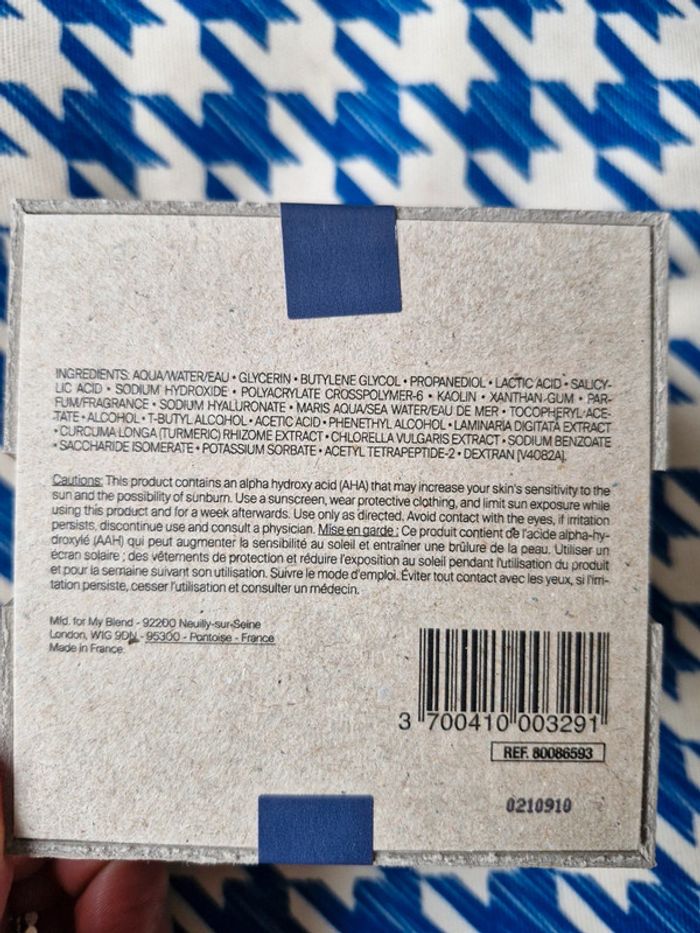 INGREDIENTS: AQUA/WATER/EAU • GLYCERIN • BUTYLENE GLYCOL • PROPANEDIOL • LACTIC ACID • SALICY-
LIC ACID • SODIUM HYDROXIDE • POLYACRYLATE CROSSPOLYMER-6 • KAOLIN • XANTHAN GUM • PAR-
FUM/FRAGRANCE • SODIUM HYALURONATE • MARIS AQUA/SEA WATER/EAU DE MER • TOCOPHERYL ACE-
TATE • ALCOHOL • T-BUTYL ALCOHOL • ACETIC ACID • PHENETHYL ALCOHOL • LAMINARIA DIGITATA EXTRACT
• CURCUMA LONGA (TURMERIC) RHIZOME EXTRACT • CHLORELLA VULGARIS EXTRACT • SODIUM BENZOATE
• SACCHARIDE ISOMERATE • POTASSIUM SORBATE • ACETYL TETRAPEPTIDE-2 • DEXTRAN [V4082A].
Cautions: This product contains an alpha hydroxy acid (AHA) that may increase your skin's sensitivity to the
sun and the possibility of sunburn. Use a sunscreen, wear protective clothing, and limit sun exposure while
using this product and for a week afterwards. Use only as directed. Avoid contact with the eyes, if irritation
persists, discontinue use and consult a physician. Mise en garde : Ce produit contient de l'acide alpha-hy-
droxylé (AAH) qui peut augmenter la sensibilité au soleil et entraîner une brûlure de la peau. Utiliser un
écran solaire ; des vêtements de protection et réduire l'exposition au soleil pendant l'utilisation du produit
et pour la semaine suivant son utilisation. Suivre le mode d'emploi. Éviter tout contact avec les yeux, si l'irri-
tation persiste, cesser l'utilisation et consulter un médecin.
Mfd. for My Blend - 92200 Neuilly-sur-Seine
London, W1G 9DN - 95300 - Pontoise - France
Made in France.
3 700410 003291
REF. 80086593
0210910